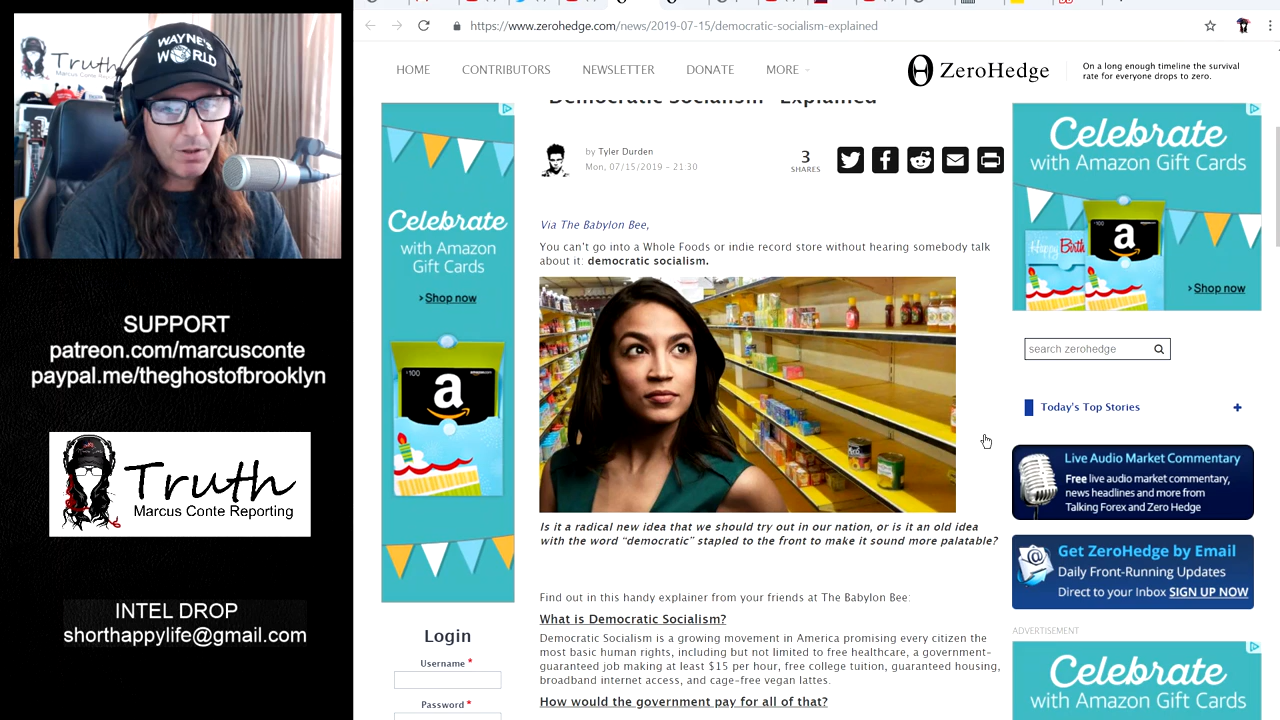 WAYNE'S
WORLD
Truth
MARCUS CONTE REPORTING
SUPPORT
patreon.com/marcusconte
paypal.me/theghostofbrooklyn
Truth
Marcus Conte Reporting
INTEL DROP
shorthappylife@gmail.com
https://www.zerohedge.com/news/2019-07-15/democratic-socialism-explained
HOME
CONTRIBUTORS
NEWSLETTER
DONATE
MORE
ZeroHedge
On a long enough timeline the survival
rate for everyone drops to zero.
"Democratic Socialism" Explained
by Tyler Durden
Mon, 07/15/2019 - 21:30
3
SHARES
Via The Babylon Bee,
You can't go into a Whole Foods or indie record store without hearing somebody talk
about it: democratic socialism.
Is it a radical new idea that we should try out in our nation, or is it an old idea
with the word “democratic” stapled to the front to make it sound more palatable?
Find out in this handy explainer from your friends at The Babylon Bee:
What is Democratic Socialism?
Democratic Socialism is a growing movement in America promising every citizen the
most basic human rights, including but not limited to free healthcare, a government-
guaranteed job making at least $15 per hour, free college tuition, guaranteed housing,
broadband internet access, and cage-free vegan lattes.
How would the government pay for all of that?
Celebrate
with Amazon
Gift Cards
Shop now
$100
a
Login
Username *
Password *
Celebrate
with Amazon Gift Cards
Happy Birth
$100
a
Shop now
search zerohedge
Today's Top Stories
+
Live Audio Market Commentary
Free live audio market commentary,
news headlines and more from
Talking Forex and Zero Hedge
Get ZeroHedge by Email
Daily Front-Running Updates
Direct to your Inbox SIGN UP NOW
ADVERTISEMENT
Celebrate
with Amazon Gift Cards